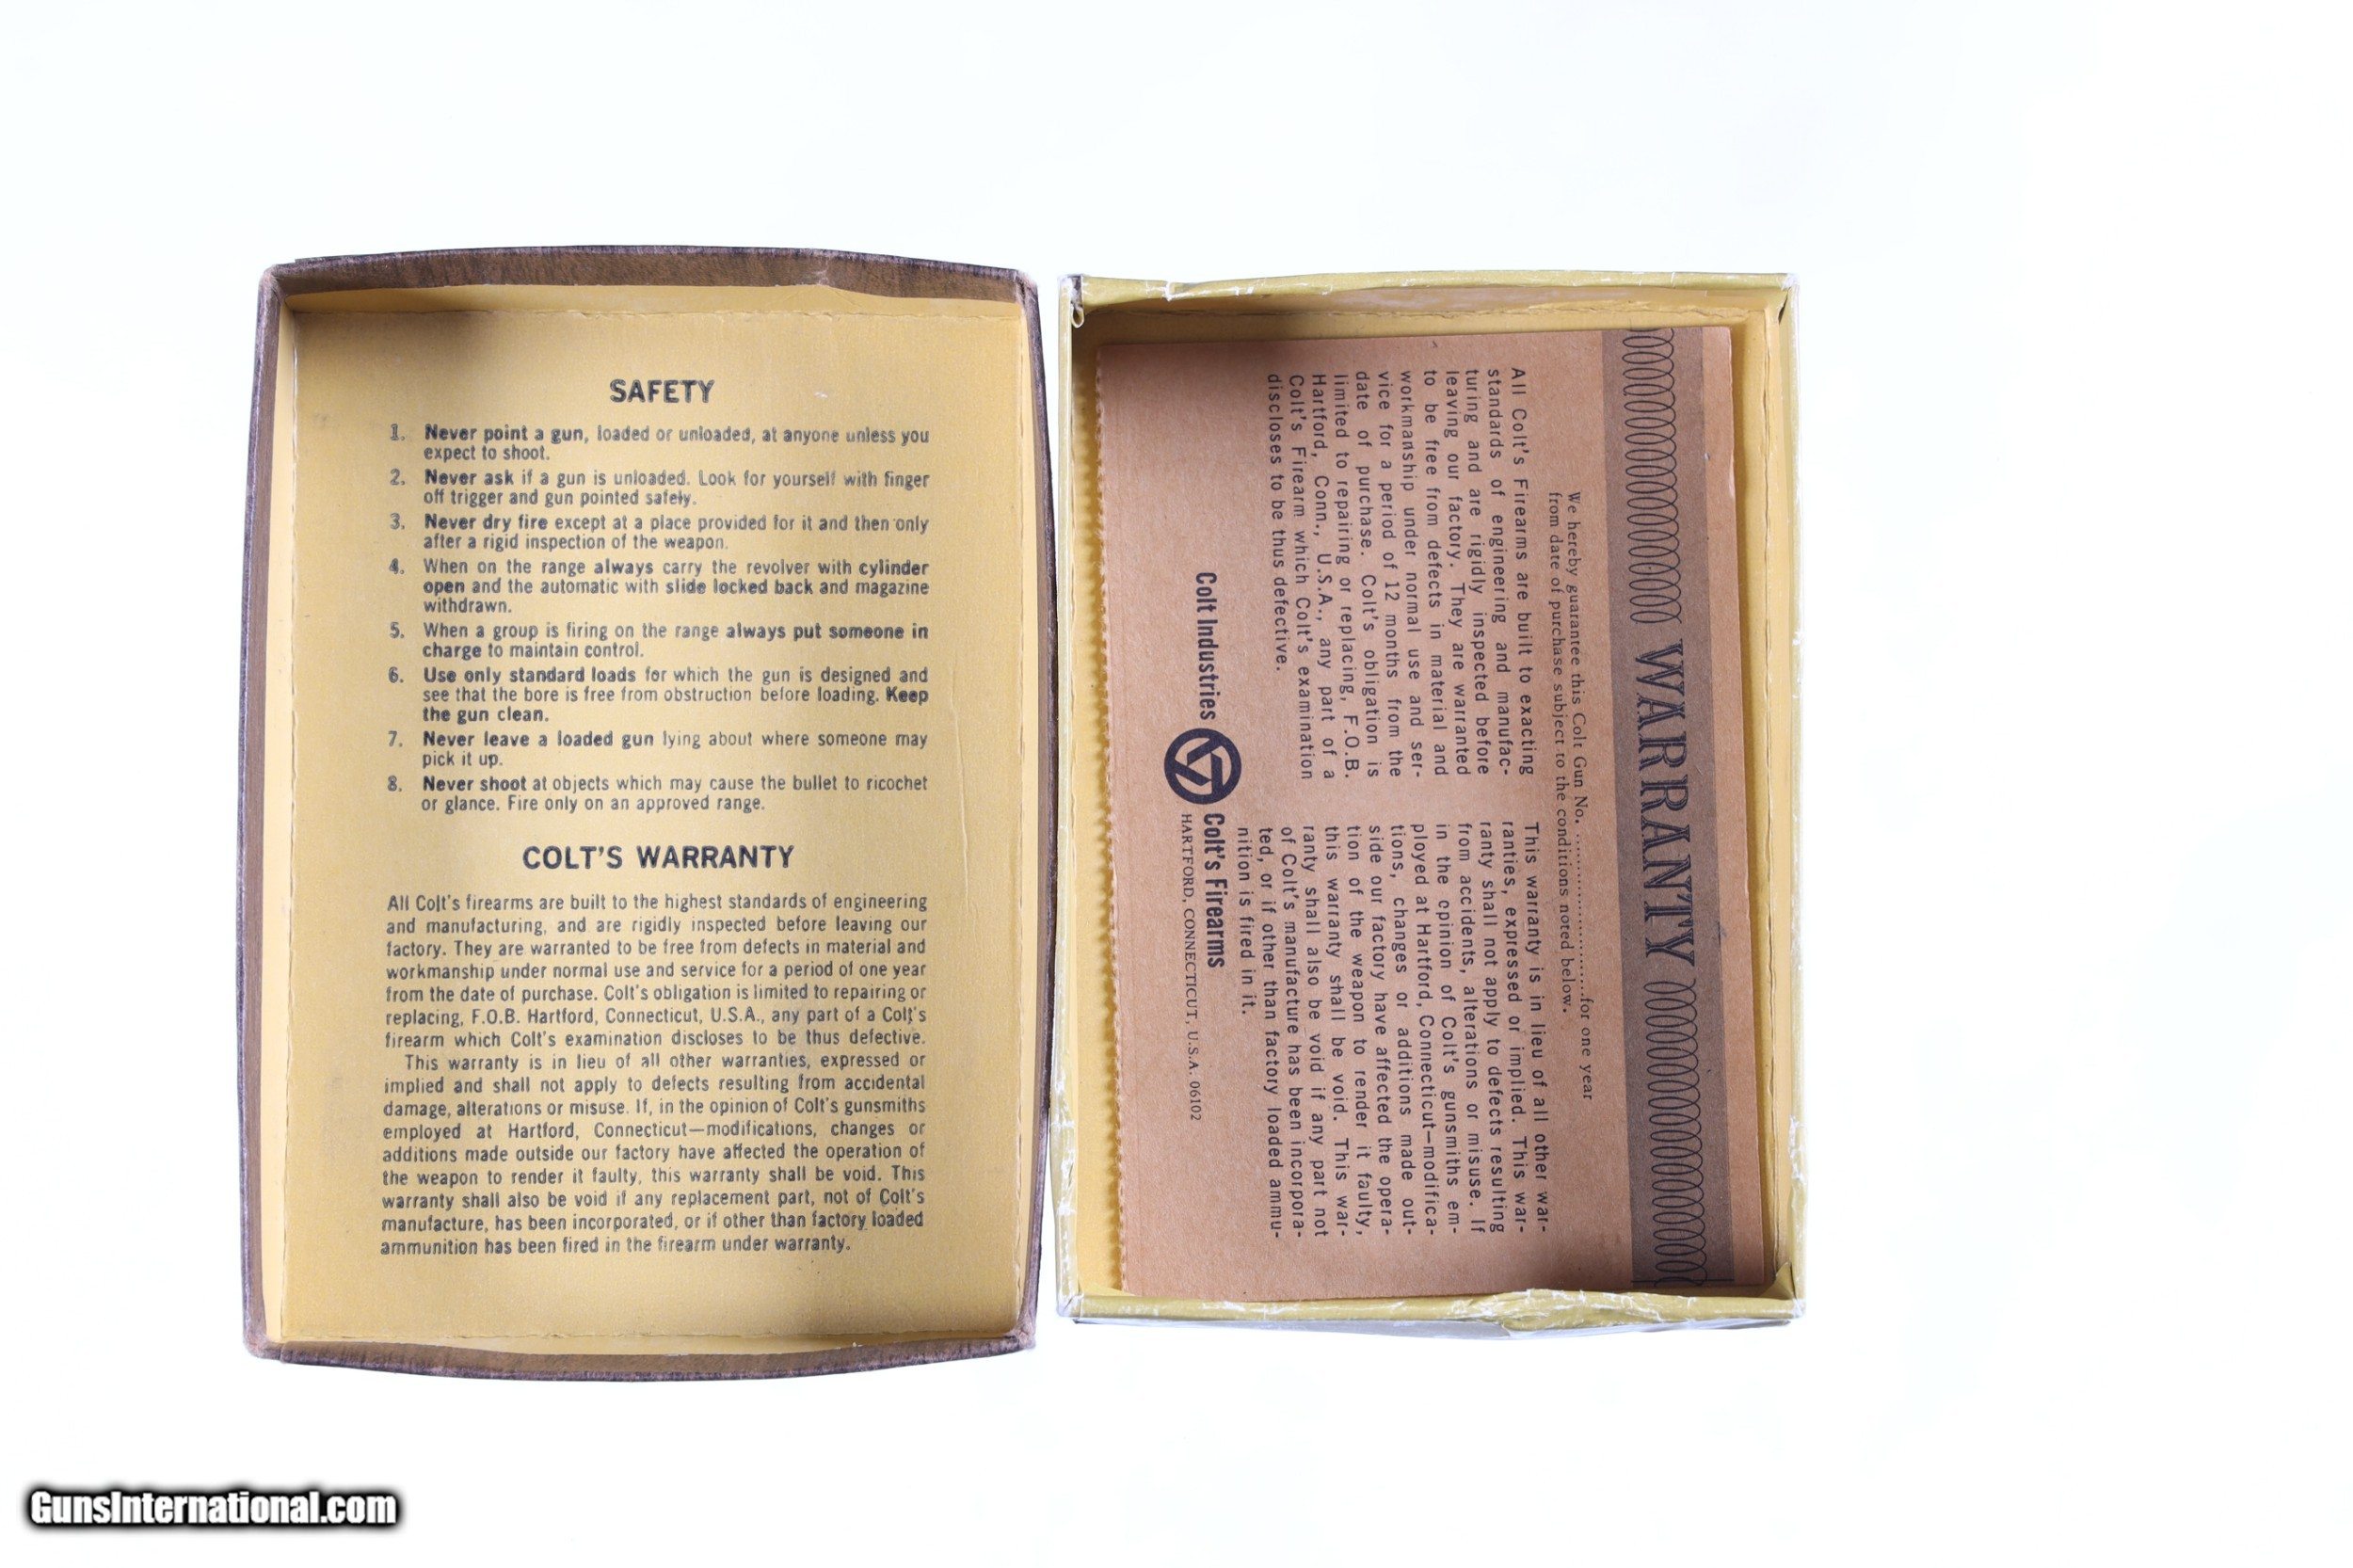 SAFETY
1. Never point a gun, loaded or unloaded, at anyone unless you
expect to shoot.
2. Never ask if a gun is unloaded. Look for yourself with finger
off trigger and gun pointed safely.
3. Never dry fire except at a place provided for it and then only
after a rigid inspection of the weapon.
4. When on the range always carry the revolver with cylinder
open and the automatic with slide locked back and magazine
withdrawn.
5. When a group is firing on the range always put someone in
charge to maintain control.
6. Use only standard loads for which the gun is designed and
see that the bore is free from obstruction before loading. Keep
the gun clean.
7. Never leave a loaded gun lying about where someone may
pick it up.
8. Never shoot at objects which may cause the bullet to ricochet
or glance. Fire only on an approved range.
COLT'S WARRANTY
All Colt's firearms are built to the highest standards of engineering
and manufacturing, and are rigidly inspected before leaving our
factory. They are warranted to be free from defects in material and
workmanship under normal use and service for a period of one year
from the date of purchase. Colt's obligation is limited to repairing or
replacing, F.O.B. Hartford, Connecticut, U.S.A., any part of a Colt's
firearm which Colt's examination discloses to be thus defective.
This warranty is in lieu of all other warranties, expressed or
implied and shall not apply to defects resulting from accidental
damage, alterations or misuse. If, in the opinion of Colt's gunsmiths
employed at Hartford, Connecticut—modifications, changes or
additions made outside our factory have affected the operation of
the weapon to render it faulty, this warranty shall be void. This
warranty shall also be void if any replacement part, not of Colt's
manufacture, has been incorporated, or if other than factory loaded
ammunition has been fired in the firearm under warranty.
WARRANTY
We hereby guarantee this Colt Gun No. ........................for one year
from date of purchase subject to the conditions noted below.
All Colt's Firearms are built to exacting
standards of engineering and manufac-
turing and are rigidly inspected before
leaving our factory. They are warranted
to be free from defects in material and
workmanship under normal use and ser-
vice for a period of 12 months from the
date of purchase. Colt's obligation is
limited to repairing or replacing, F.O.B.
Hartford, Conn., U.S.A., any part of a
Colt's Firearm which Colt's examination
discloses to be thus defective.
This warranty is in lieu of all other war-
ranties, expressed or implied. This war-
ranty shall not apply to defects resulting
from accidents, alterations or misuse. If
in the opinion of Colt's gunsmiths em-
ployed at Hartford, Connecticut—modifica-
tions, changes or additions made out-
side our factory have affected the opera-
tion of the weapon to render it faulty,
this warranty shall be void. This war-
ranty shall also be void if any part not
of Colt's manufacture has been incorpora-
ted, or if other than factory loaded ammu-
nition is fired in it.
Colt Industries Colt's Firearms
HARTFORD, CONNECTICUT, U.S.A. 06102
GunsInternational.com